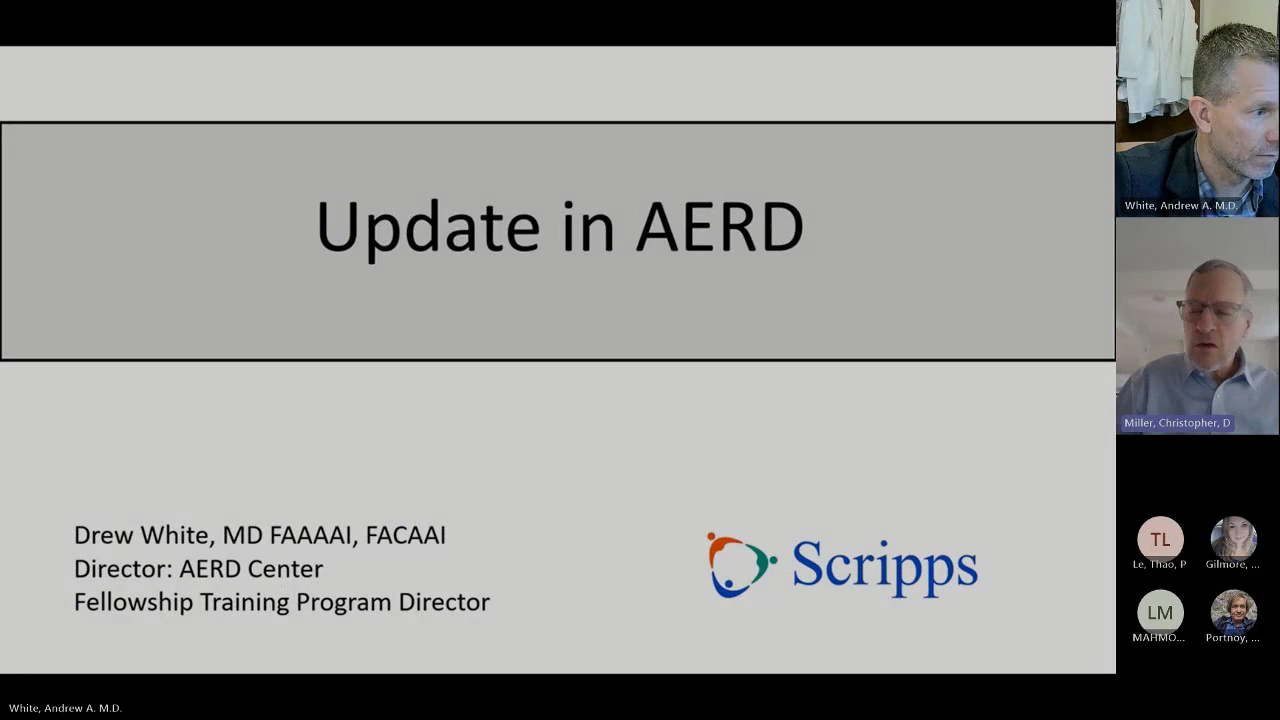 Update in AERD
Drew White, MD FAAAAI, FACAAI
Director: AERD Center
Fellowship Training Program Director
Scripps
White, Andrew A. M.D.
Miller, Christopher, D
TL
Le, Thao, P
Gilmore, ...
LM
MAHMO...
Portnoy, ...
White, Andrew A. M.D.